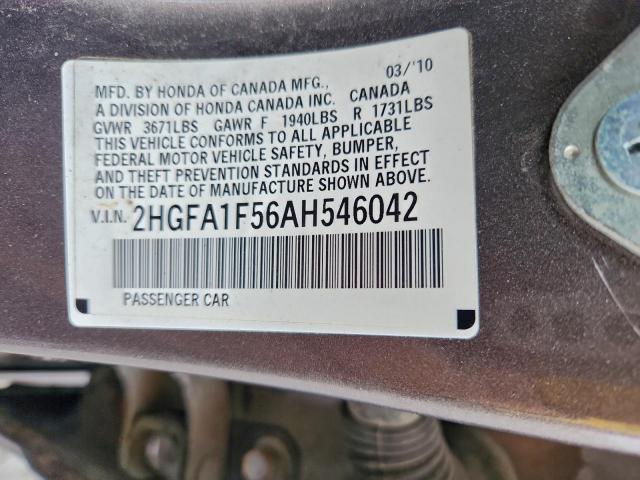 03/'10
MFD. BY HONDA OF CANADA MFG.,
A DIVISION OF HONDA CANADA INC. CANADA
GVWR 3671LBS GAWR F 1940LBS R 1731LBS
THIS VEHICLE CONFORMS TO ALL APPLICABLE
FEDERAL MOTOR VEHICLE SAFETY, BUMPER,
AND THEFT PREVENTION STANDARDS IN EFFECT
ON THE DATE OF MANUFACTURE SHOWN ABOVE.
V.I.N. 2HGFA1F56AH546042
PASSENGER CAR